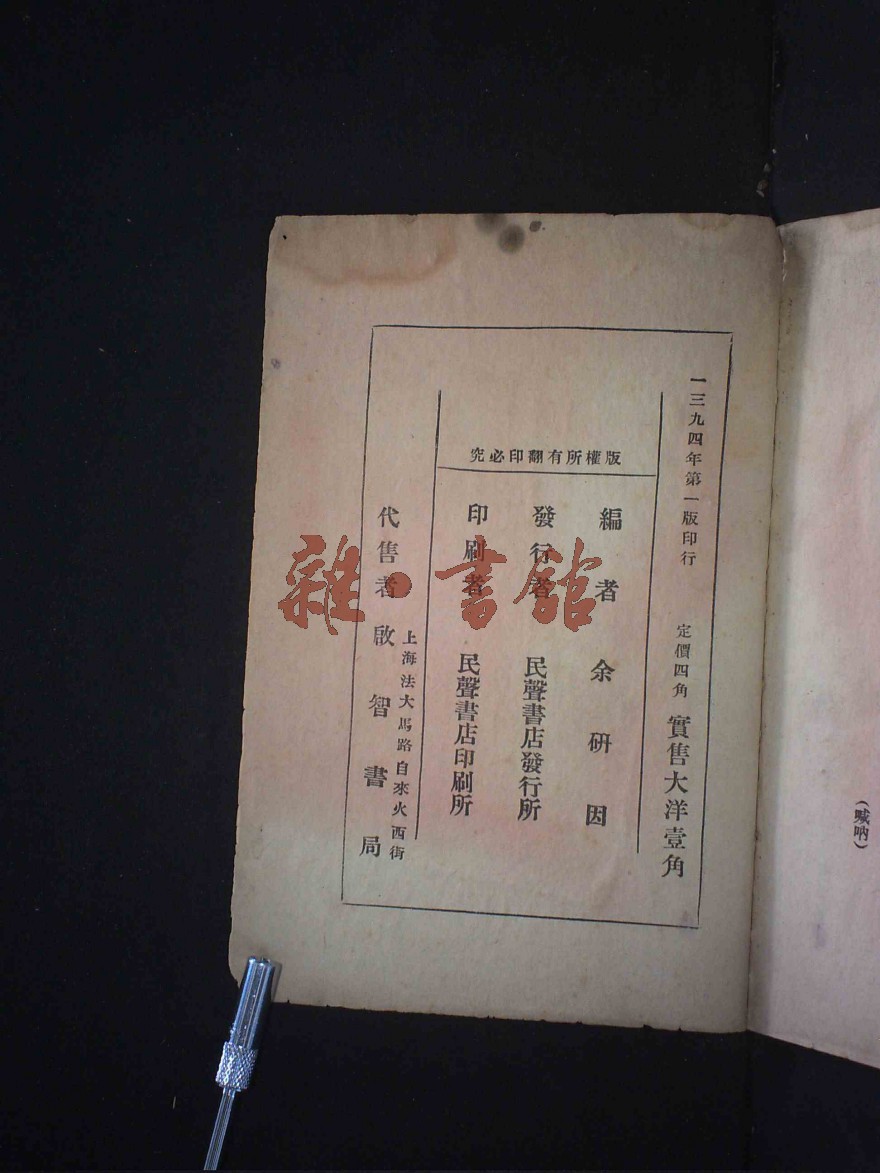 (喊吶)
一三九四年第一版印行 定價四角 實售大洋壹角
版權所有翻印必究
編者 余研因
發行者 民聲書店發行所
印刷者 民聲書店印刷所
上海法大馬路自來火西街
代售者 啟智書局
雜·書館